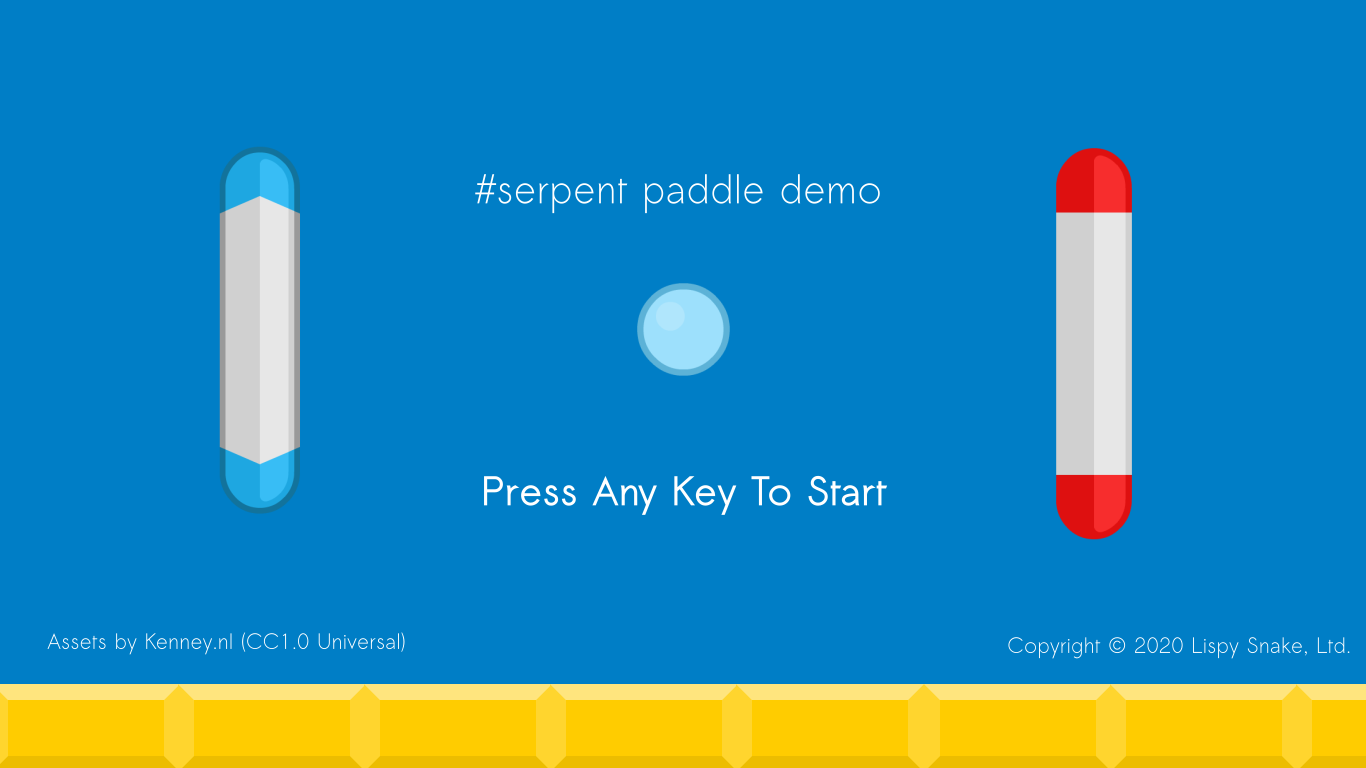 #serpent paddle demo
Press Any Key To Start
Assets by Kenney.nl (CC1.0 Universal)
Copyright © 2020 Lispy Snake, Ltd.